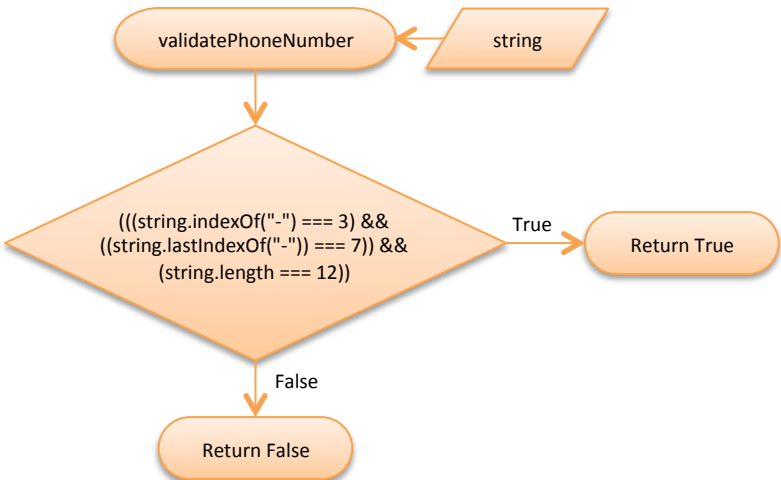 validatePhoneNumber
string
(((string.indexOf("-") === 3) &&
((string.lastIndexOf("-")) === 7)) &&
(string.length === 12))
True
Return True
False
Return False